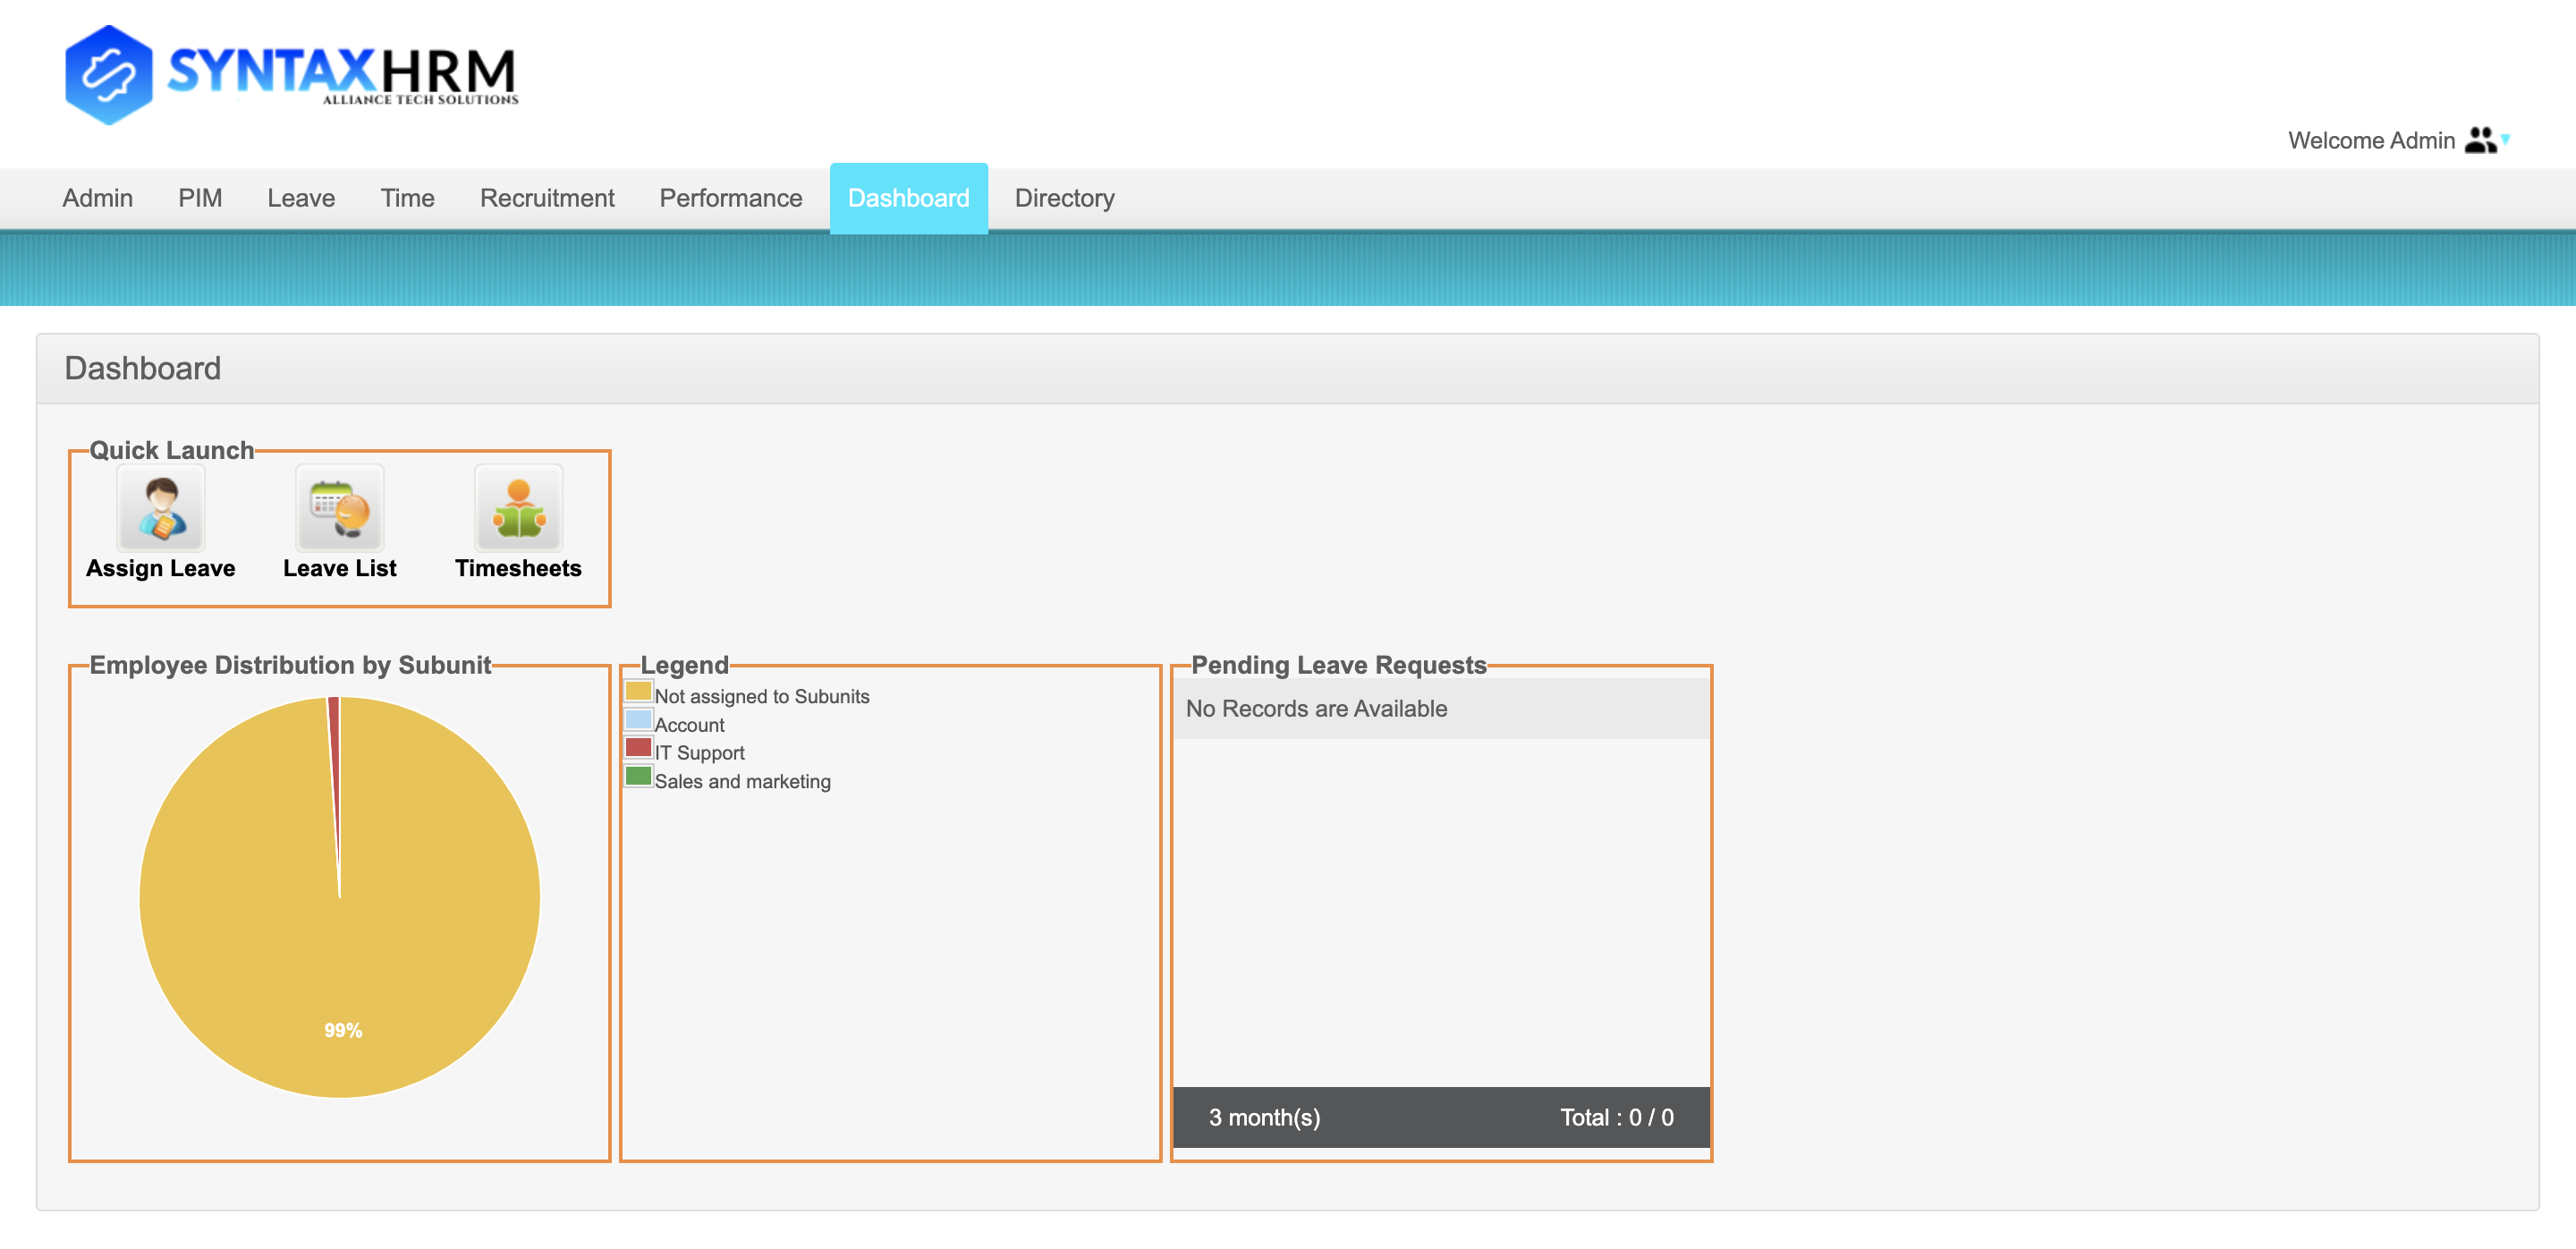 SYNTAXHRM
ALLIANCE TECH SOLUTIONS
Welcome Admin
Admin PIM Leave Time Recruitment Performance Dashboard Directory
Dashboard
Quick Launch
Assign Leave Leave List Timesheets
Employee Distribution by Subunit
99%
Legend
Not assigned to Subunits
Account
IT Support
Sales and marketing
Pending Leave Requests
No Records are Available
3 month(s) Total : 0 / 0